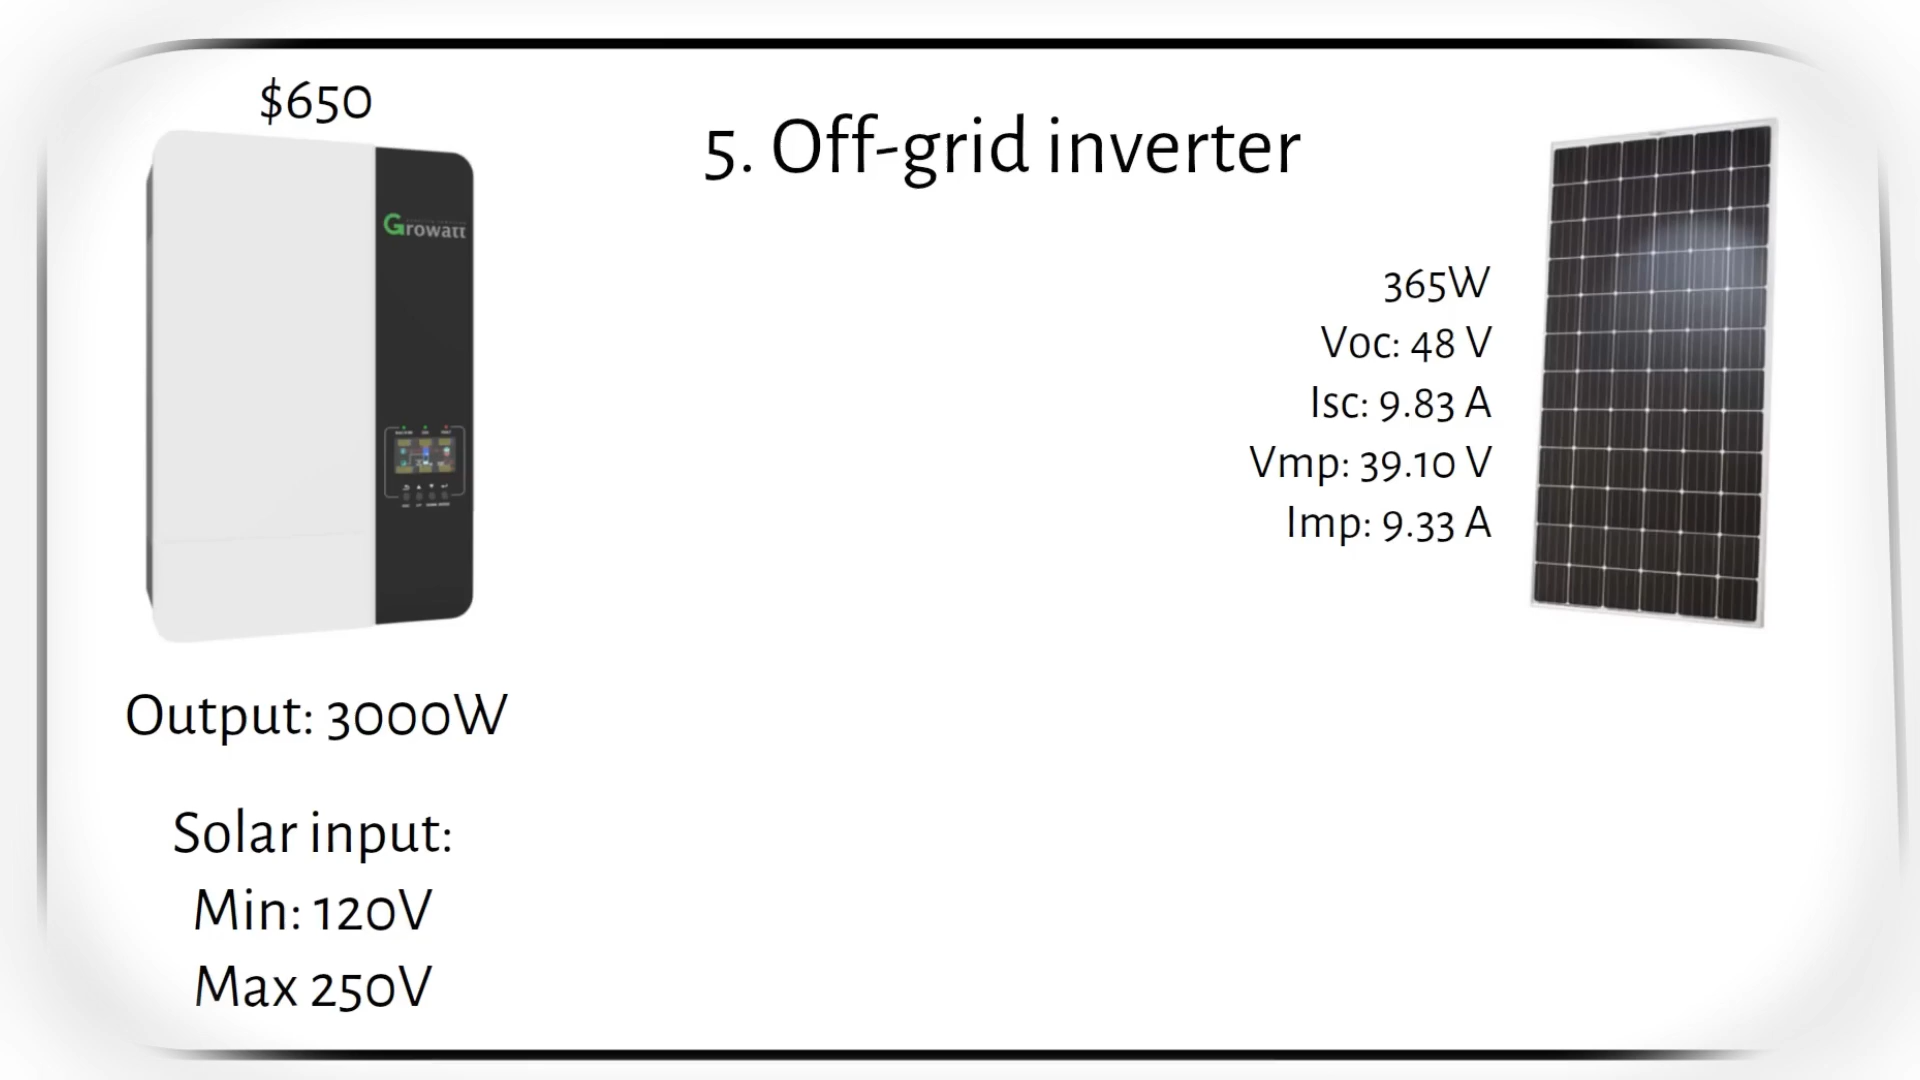 $650
5. Off-grid inverter
Growatt
365W
Voc: 48 V
Isc: 9.83 A
Vmp: 39.10 V
Imp: 9.33 A
Output: 3000W
Solar input:
Min: 120V
Max 250V